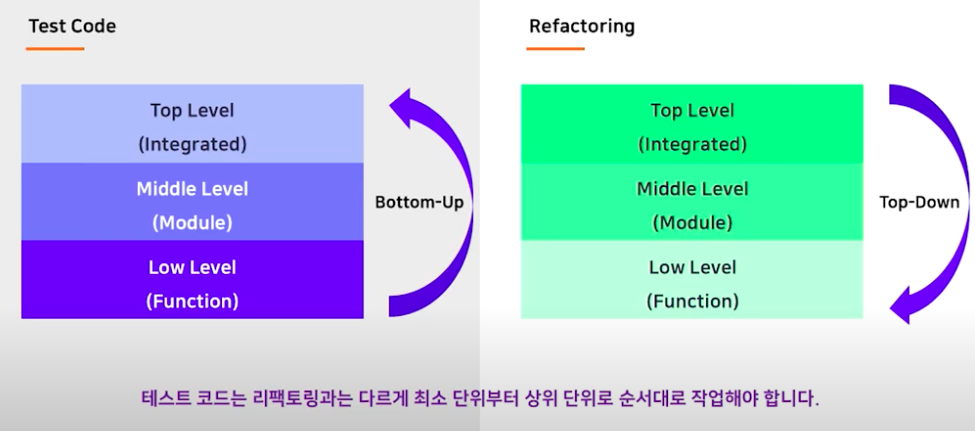 Test Code
Top Level
(Integrated)
Middle Level
(Module)
Low Level
(Function)
Bottom-Up
Refactoring
Top Level
(Integrated)
Middle Level
(Module)
Low Level
(Function)
Top-Down
테스트 코드는 리팩토링과는 다르게 최소 단위부터 상위 단위로 순서대로 작업해야 합니다.